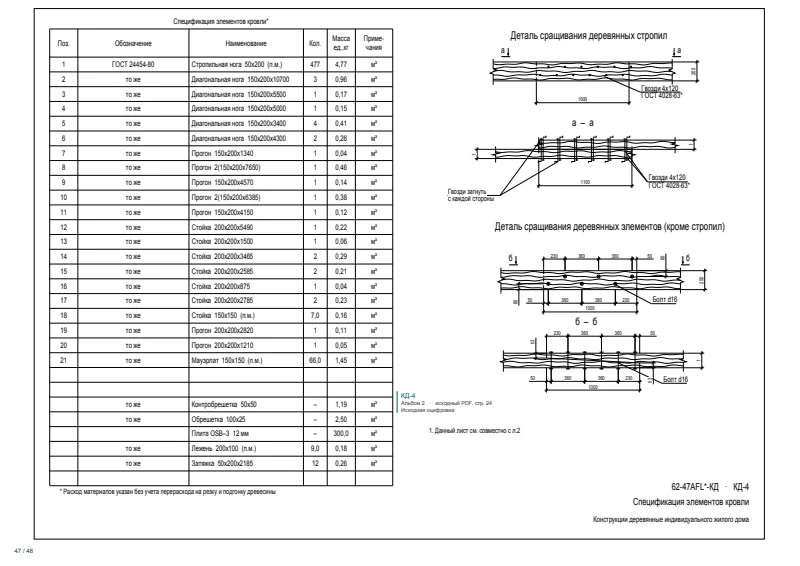 Спецификация элементов кровли*
Поз. Обозначение Наименование Кол. Масса ед.,кг Приме-чания
1 ГОСТ 24454-80 Стропильная нога 50х200 (п.м.) 477 4,77 м³
2 то же Диагональная нога 150х200х10700 3 0,96 м³
3 то же Диагональная нога 150х200х5500 1 0,17 м³
4 то же Диагональная нога 150х200х5000 1 0,15 м³
5 то же Диагональная нога 150х200х3400 4 0,41 м³
6 то же Диагональная нога 150х200х4300 2 0,26 м³
7 то же Прогон 150х200х1340 1 0,04 м³
8 то же Прогон 2(150х200х7650) 1 0,46 м³
9 то же Прогон 150х200х4570 1 0,14 м³
10 то же Прогон 2(150х200х6385) 1 0,38 м³
11 то же Прогон 150х200х4150 1 0,12 м³
12 то же Стойка 200х200х5490 1 0,22 м³
13 то же Стойка 200х200х1500 1 0,06 м³
14 то же Стойка 200х200х3465 2 0,29 м³
15 то же Стойка 200х200х2585 2 0,21 м³
16 то же Стойка 200х200х875 1 0,04 м³
17 то же Стойка 200х200х2785 2 0,23 м³
18 то же Стойка 150х150 (п.м.) 7,0 0,16 м³
19 то же Прогон 200х200х2820 1 0,11 м³
20 то же Прогон 200х200х1210 1 0,05 м³
21 то же Мауэрлат 150х150 (п.м.) 66,0 1,45 м³
то же Контробрешетка 50х50 – 1,19 м³
то же Обрешетка 100х25 – 2,50 м³
Плита OSB-3 12 мм – 300,0 м²
то же Лежень 200х100 (п.м.) 9,0 0,18 м³
то же Затяжка 50х200х2185 12 0,26 м³
* Расход материалов указан без учета перерасхода на резку и подгонку древесины
КД-4
Альбом 2 · исходный PDF, стр. 24
Исходная оцифровка
Деталь сращивания деревянных стропил
а а
Гвозди 4х120
ГОСТ 4028-63*
1000
а – а
Гвозди загнуть
с каждой стороны
Гвозди 4х120
ГОСТ 4028-63*
1100
Деталь сращивания деревянных элементов (кроме стропил)
б б
230 360 360 50
Болт d16
50 360 360 230
1000
б – б
230 360 360 50
Болт d16
50 360 360 230
1000
1. Данный лист см. совместно с л.2
62-47AFL*-КД · КД-4
Спецификация элементов кровли
Конструкции деревянные индивидуального жилого дома
47 / 48